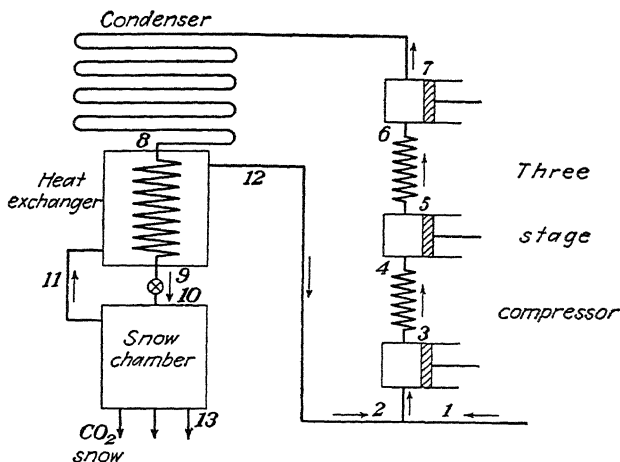 Condenser
7
6
8
Heat
exchanger
12
Three
5
stage
4
9
11
10
Snow
chamber
3
compressor
13
2
1
CO2
snow